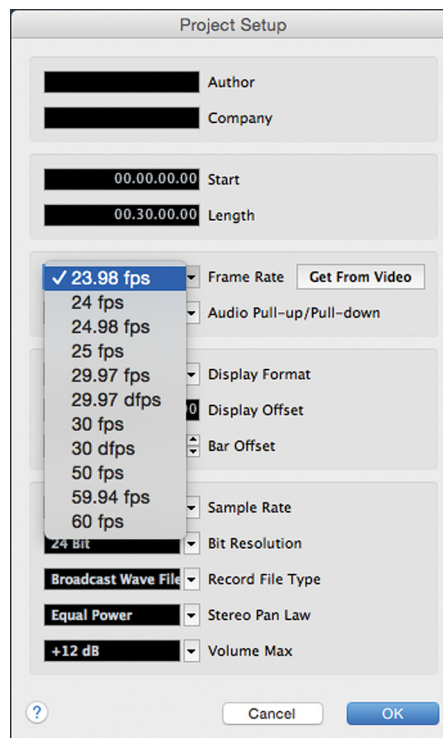 Project Setup
Author
Company
00.00.00.00 Start
00.30.00.00 Length
✓ 23.98 fps Frame Rate Get From Video
24 fps
24.98 fps Audio Pull-up/Pull-down
25 fps
29.97 fps Display Format
29.97 dfps 0 Display Offset
30 fps
30 dfps Bar Offset
50 fps
59.94 fps Sample Rate
60 fps
24 Bit Bit Resolution
Broadcast Wave File Record File Type
Equal Power Stereo Pan Law
+12 dB Volume Max
? Cancel OK